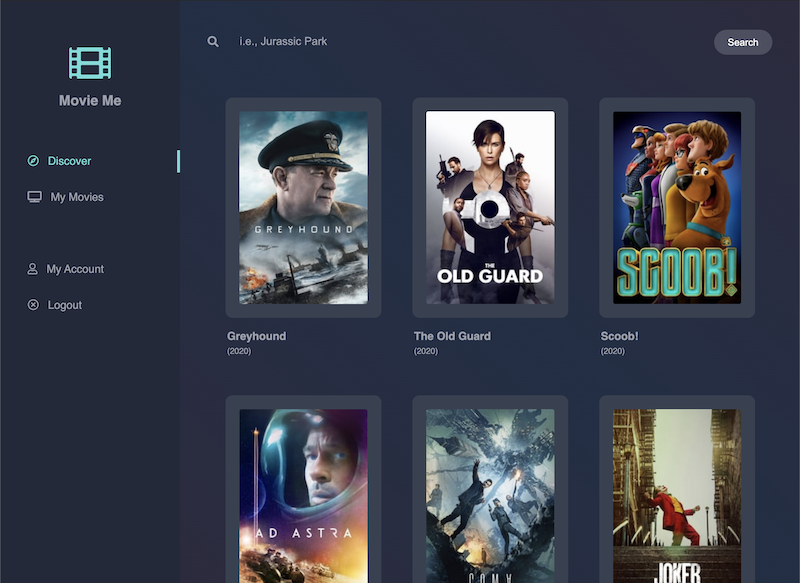 i.e., Jurassic Park
Search
Movie Me
Discover
My Movies
My Account
Logout
GREYHOUND
THE
OLD GUARD
SCOOB!
Greyhound
(2020)
The Old Guard
(2020)
Scoob!
(2020)
AD ASTRA
COMA
JOKER